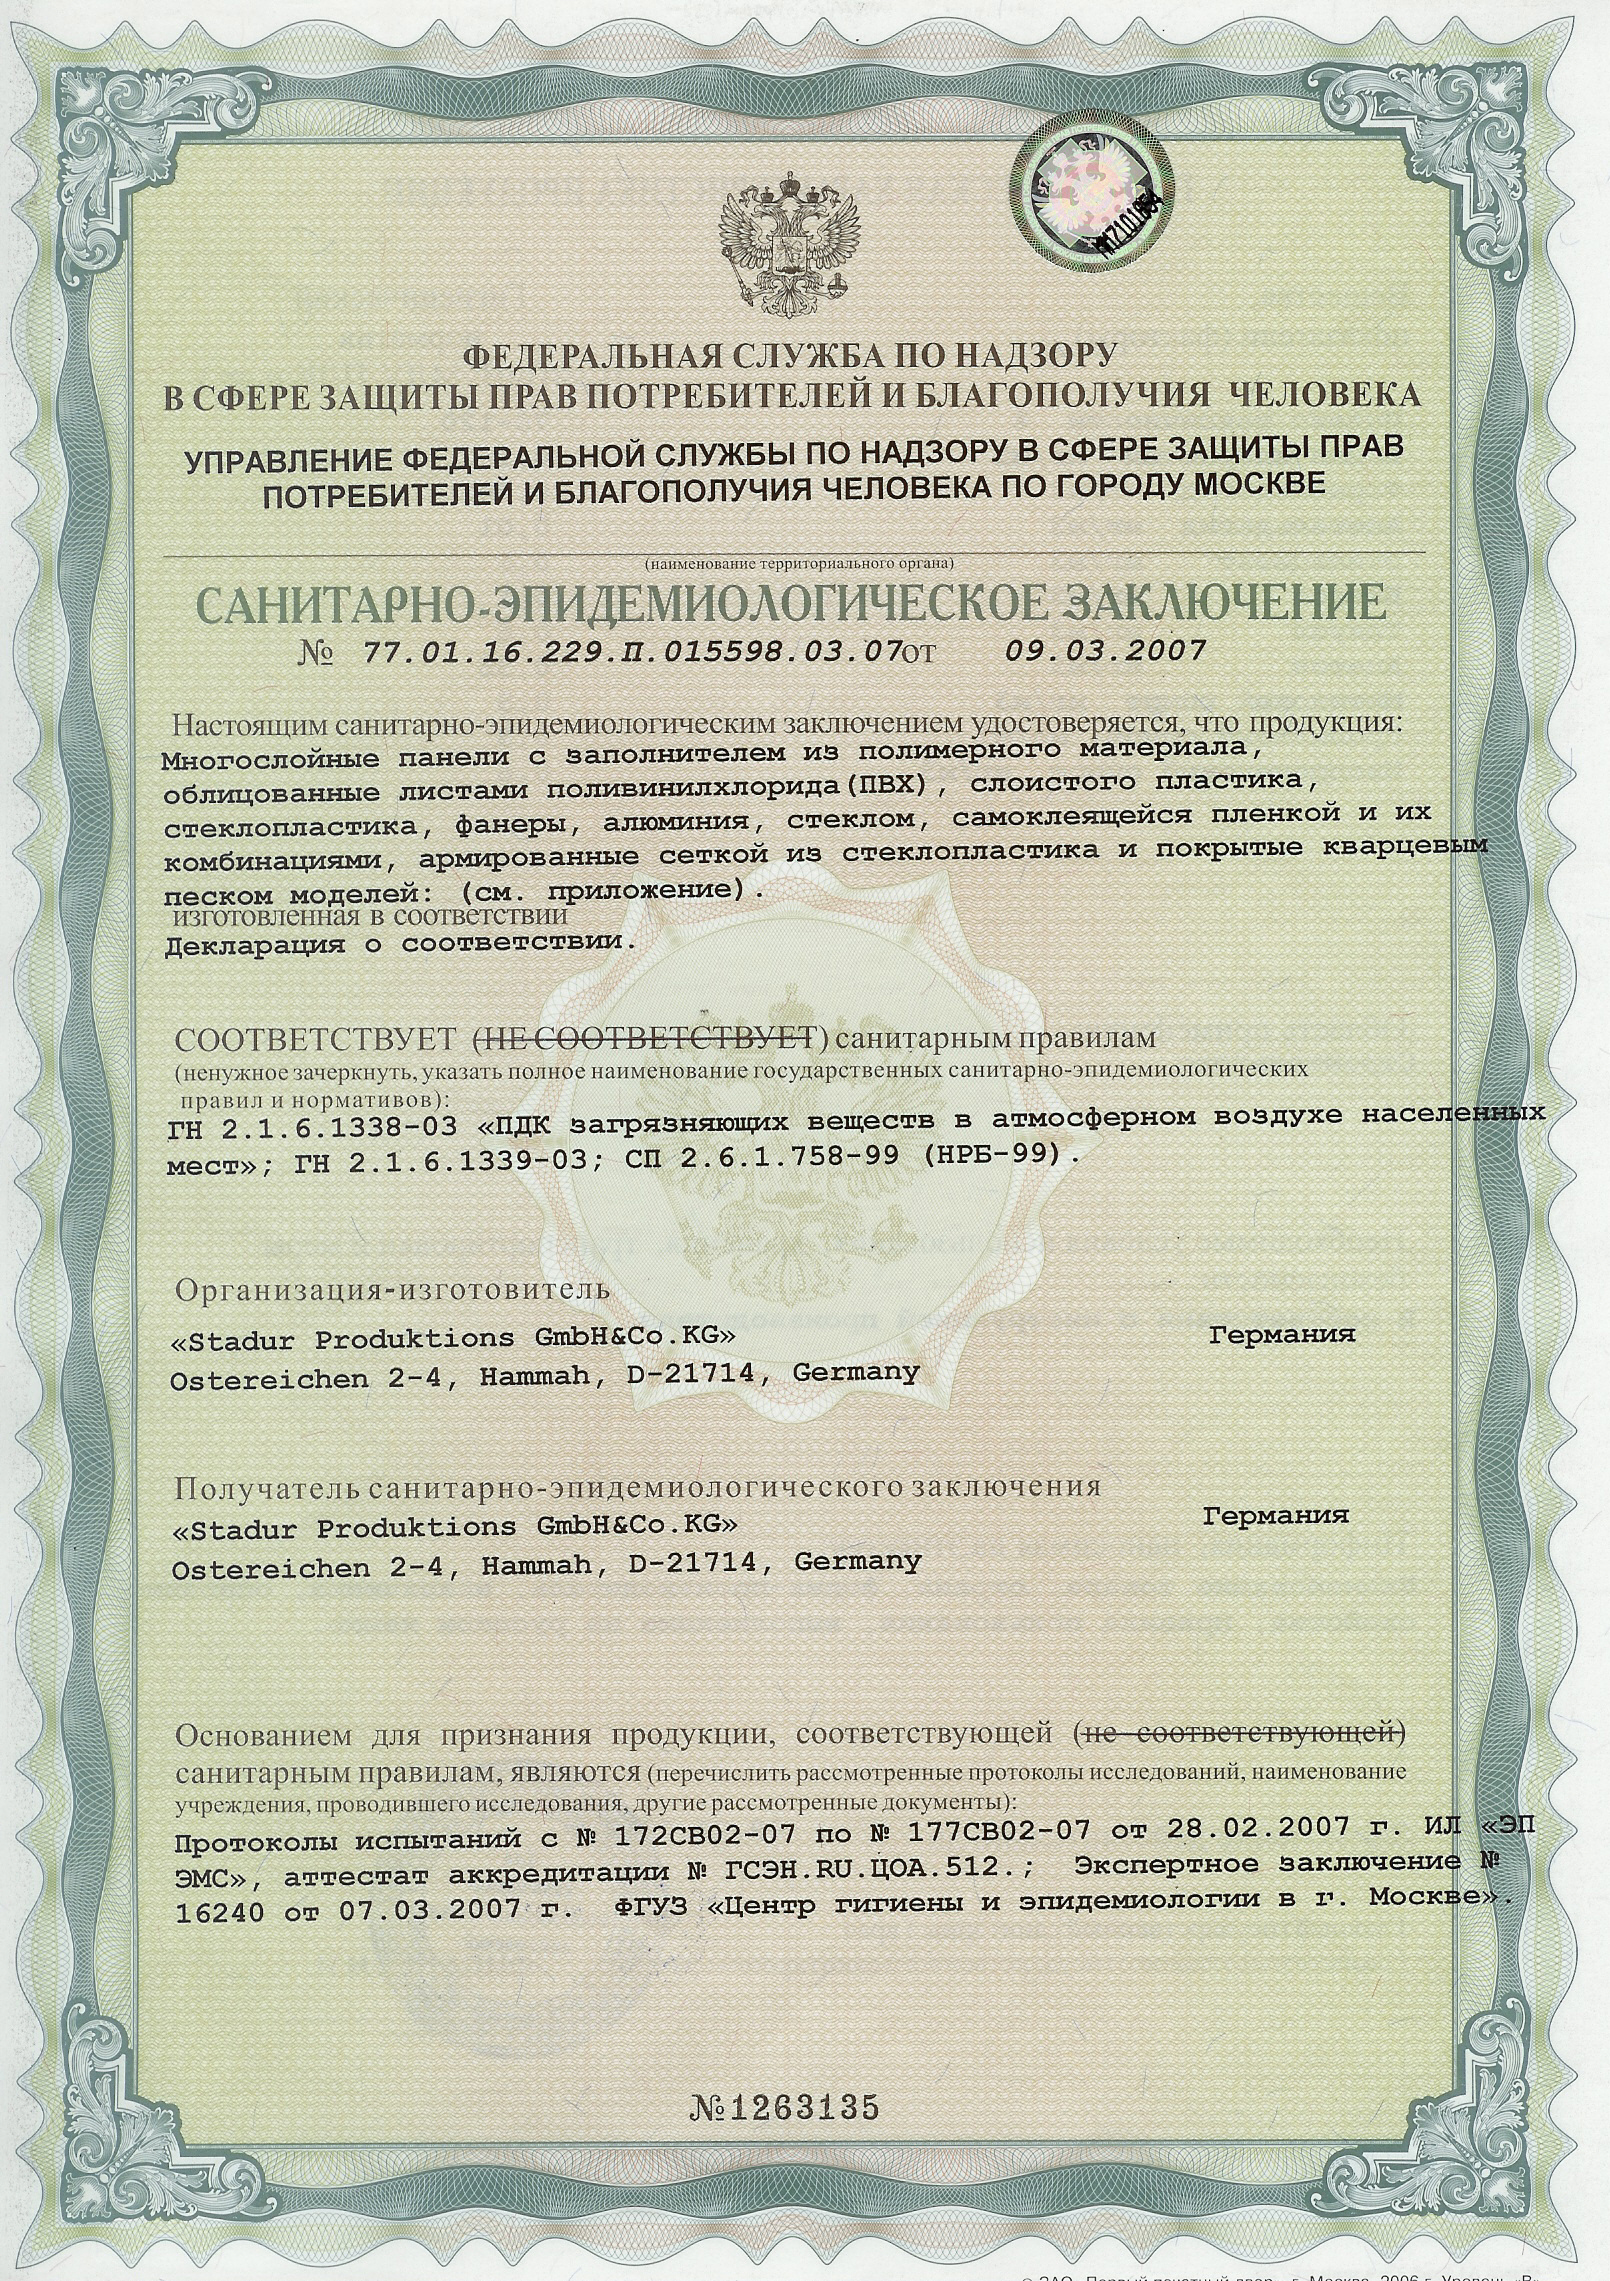 ФЕДЕРАЛЬНАЯ СЛУЖБА ПО НАДЗОРУ
В СФЕРЕ ЗАЩИТЫ ПРАВ ПОТРЕБИТЕЛЕЙ И БЛАГОПОЛУЧИЯ ЧЕЛОВЕКА
УПРАВЛЕНИЕ ФЕДЕРАЛЬНОЙ СЛУЖБЫ ПО НАДЗОРУ В СФЕРЕ ЗАЩИТЫ ПРАВ
ПОТРЕБИТЕЛЕЙ И БЛАГОПОЛУЧИЯ ЧЕЛОВЕКА ПО ГОРОДУ МОСКВЕ
(наименование территориального органа)
САНИТАРНО-ЭПИДЕМИОЛОГИЧЕСКОЕ ЗАКЛЮЧЕНИЕ
№ 77.01.16.229.П.015598.03.07 от 09.03.2007
Настоящим санитарно-эпидемиологическим заключением удостоверяется, что продукция:
Многослойные панели с заполнителем из полимерного материала,
облицованные листами поливинилхлорида(ПВХ), слоистого пластика,
стеклопластика, фанеры, алюминия, стеклом, самоклеящейся пленкой и их
комбинациями, армированные сеткой из стеклопластика и покрытые кварцевым
песком моделей: (см. приложение).
изготовленная в соответствии
Декларация о соответствии.
СООТВЕТСТВУЕТ (НЕ СООТВЕТСТВУЕТ) санитарным правилам
(ненужное зачеркнуть, указать полное наименование государственных санитарно-эпидемиологических
правил и нормативов):
ГН 2.1.6.1338-03 «ПДК загрязняющих веществ в атмосферном воздухе населенных
мест»; ГН 2.1.6.1339-03; СП 2.6.1.758-99 (НРБ-99).
Организация-изготовитель
«Stadur Produktions GmbH&Co.KG» Германия
Ostereichen 2-4, Hammah, D-21714, Germany
Получатель санитарно-эпидемиологического заключения
«Stadur Produktions GmbH&Co.KG» Германия
Ostereichen 2-4, Hammah, D-21714, Germany
Основанием для признания продукции, соответствующей (не соответствующей)
санитарным правилам, являются (перечислить рассмотренные протоколы исследований, наименование
учреждения, проводившего исследования, другие рассмотренные документы):
Протоколы испытаний с № 172СВ02-07 по № 177СВ02-07 от 28.02.2007 г. ИЛ «ЭП
ЭМС», аттестат аккредитации № ГСЭН.RU.ЦОА.512.; Экспертное заключение №
16240 от 07.03.2007 г. ФГУЗ «Центр гигиены и эпидемиологии в г. Москве».
№1263135